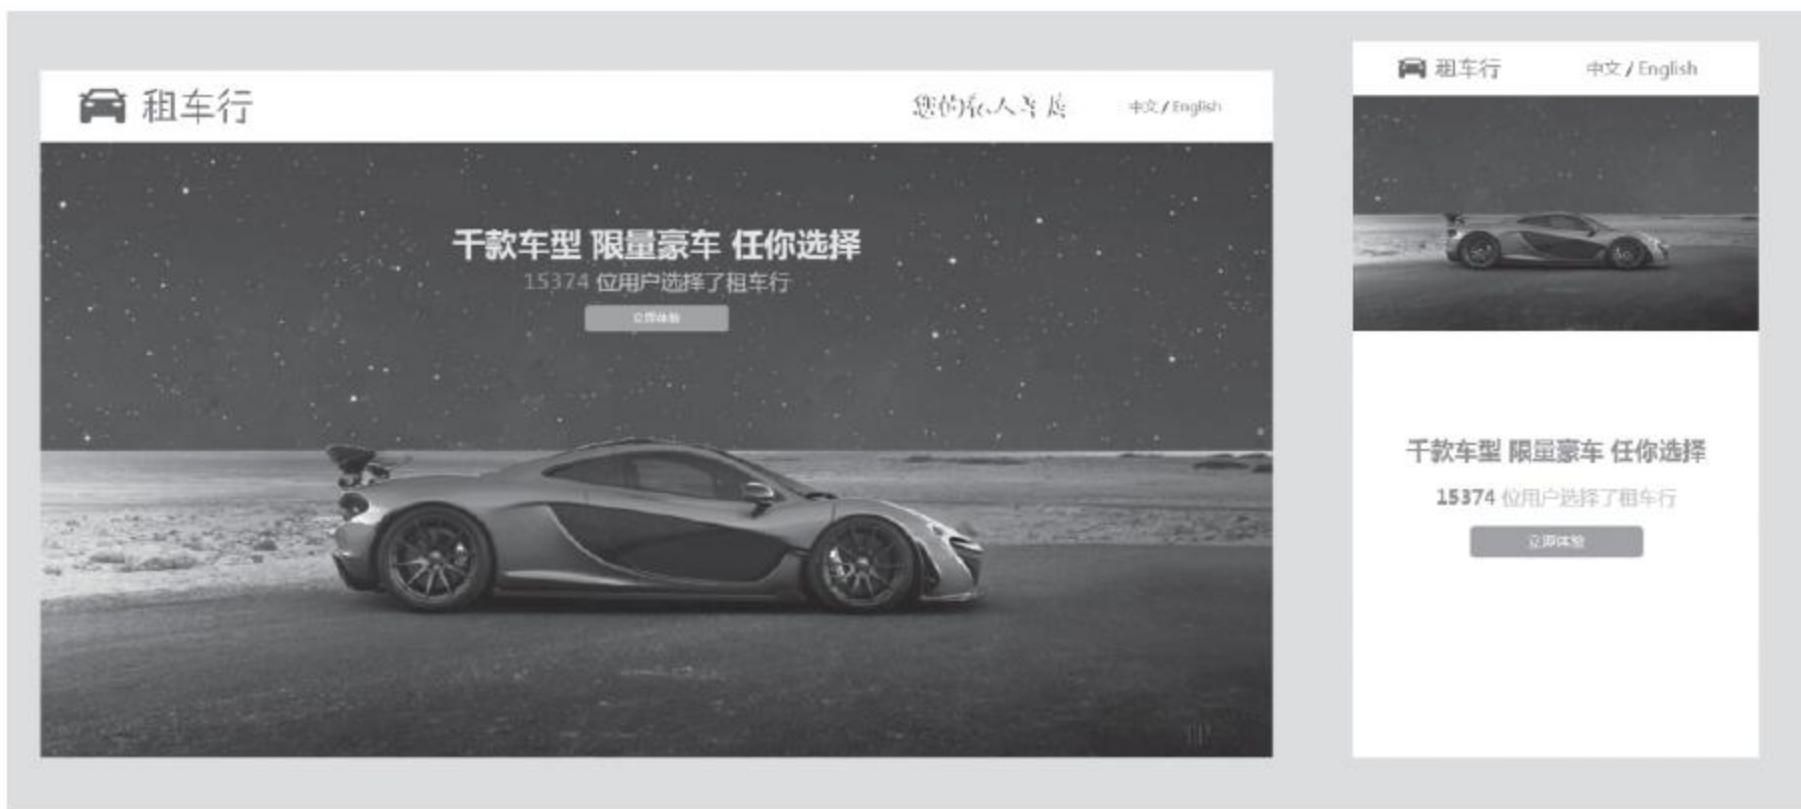 租车行
您的私人车库
中文 / English
千款车型 限量豪车 任你选择
15374 位用户选择了租车行
立即体验
租车行
中文 / English
千款车型 限量豪车 任你选择
15374 位用户选择了租车行
立即体验